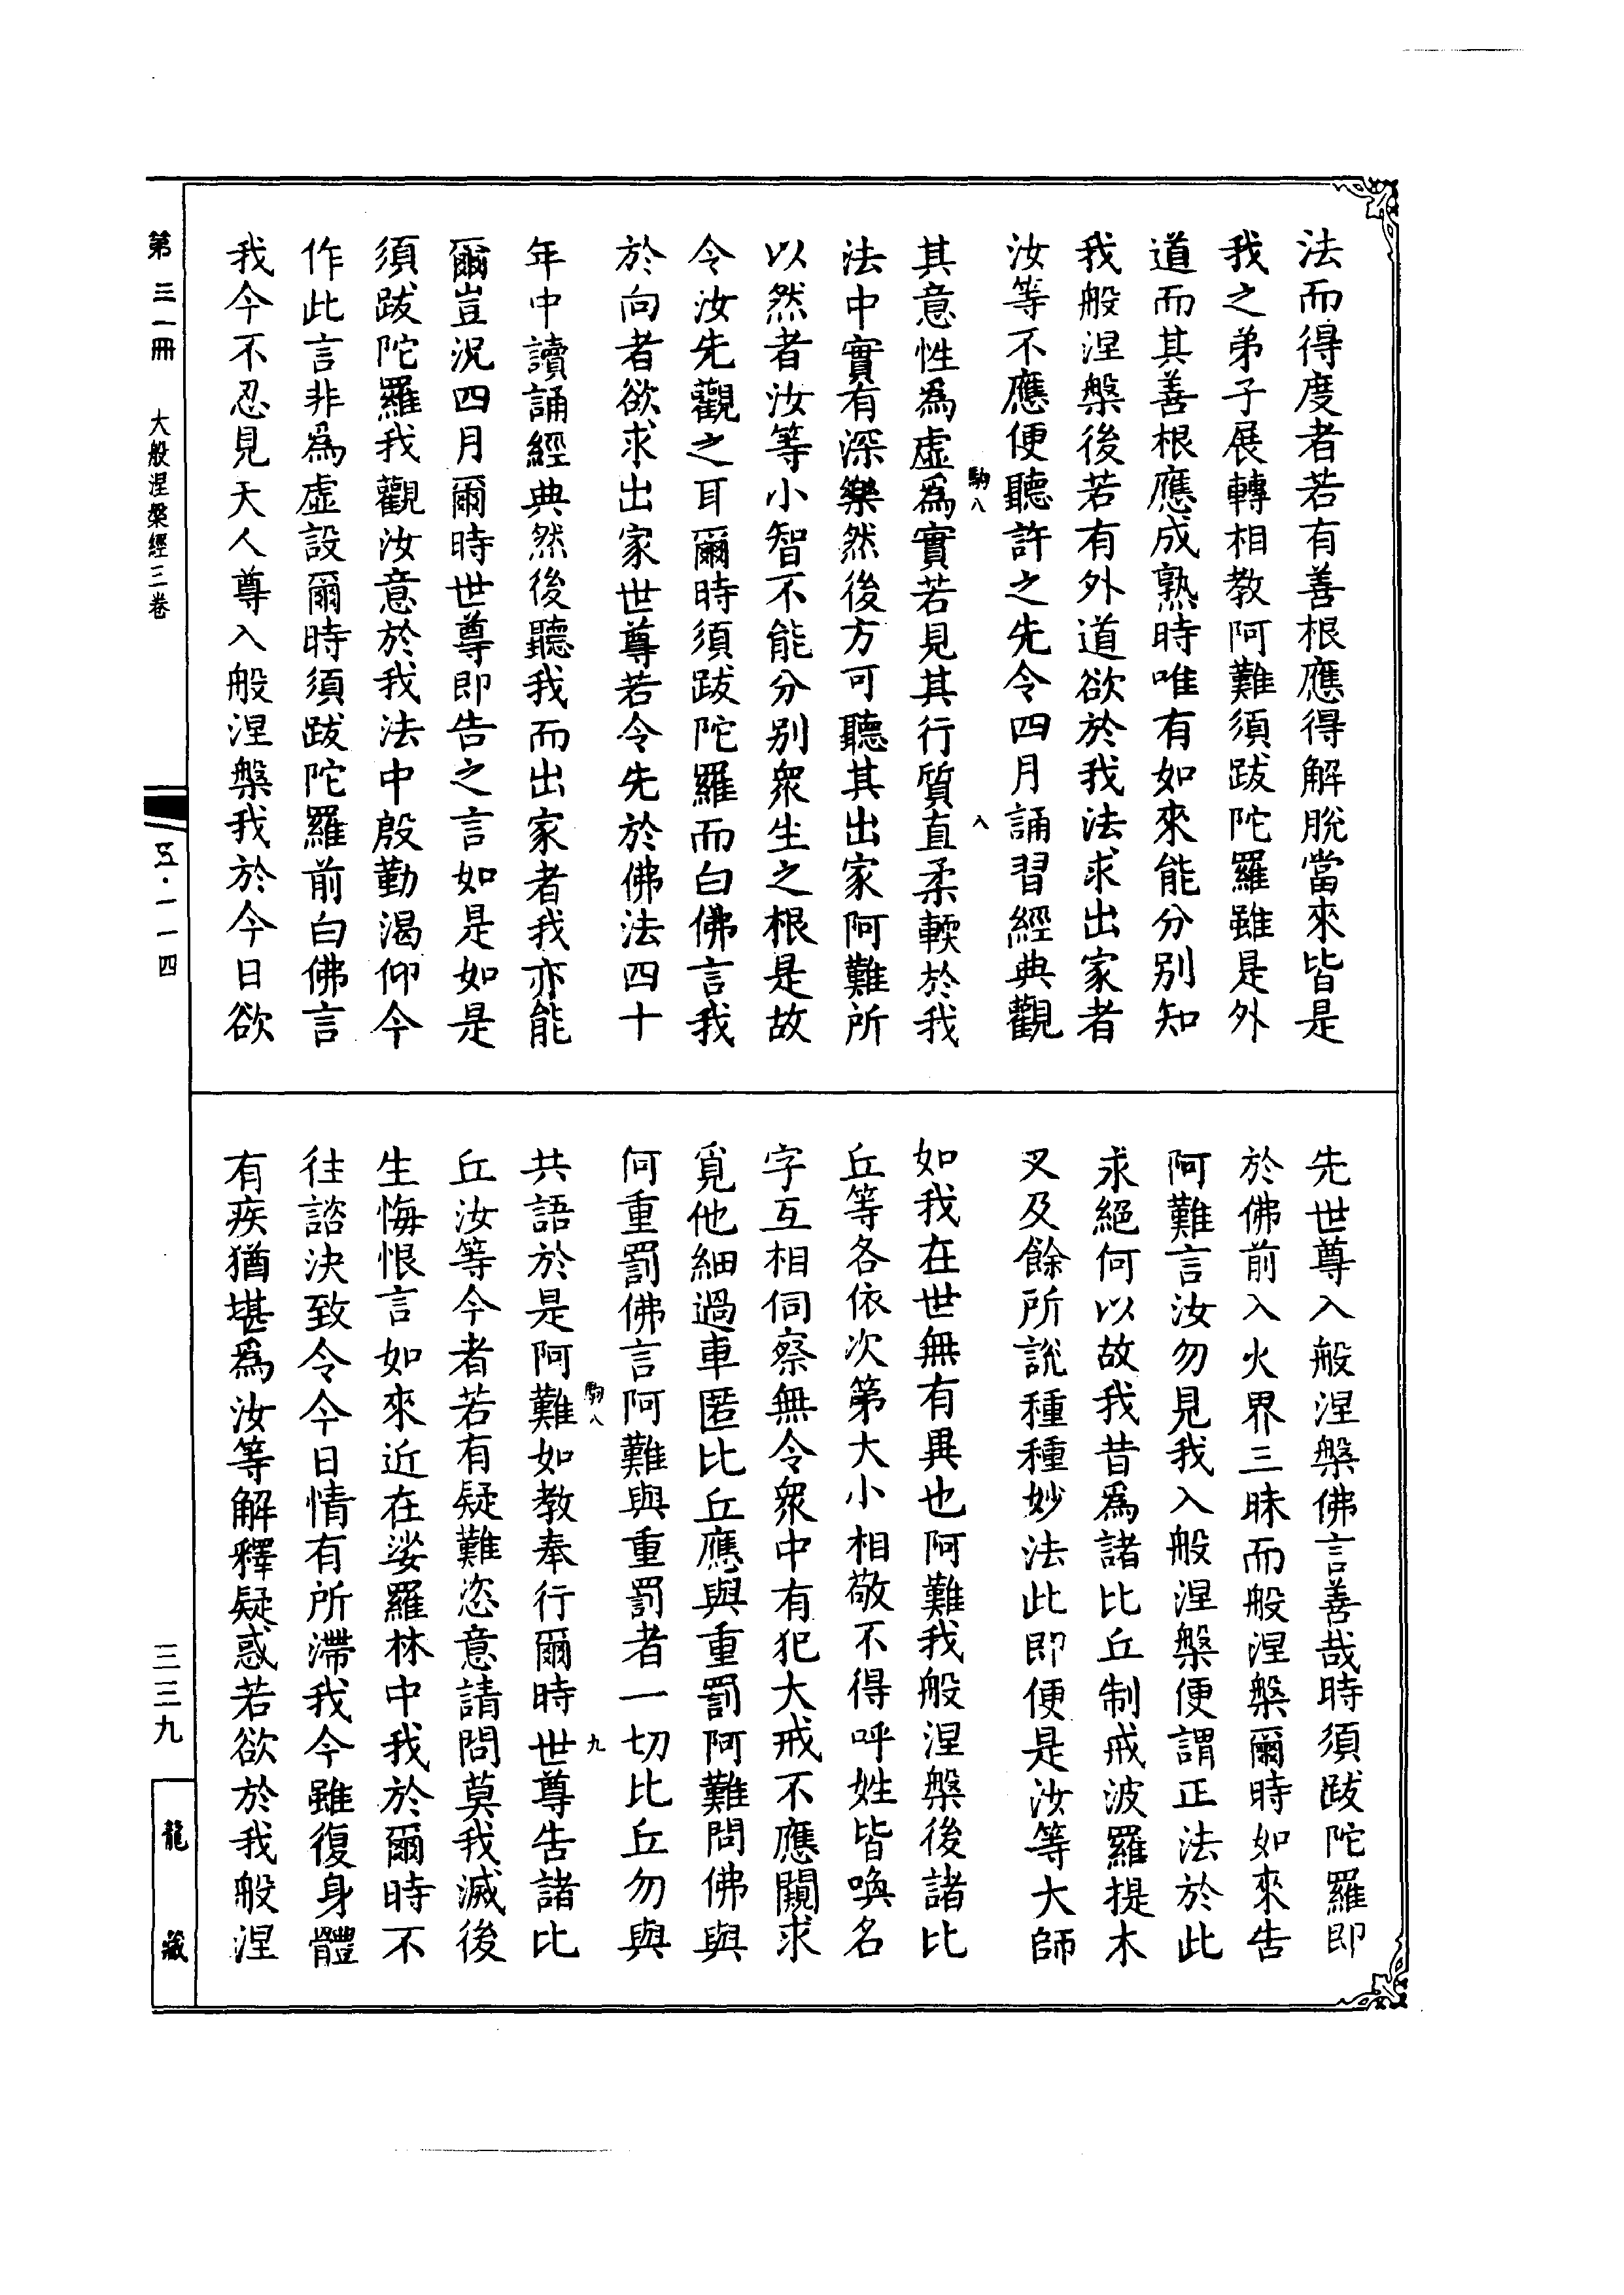 法而得度者若有善根應得解脫當來皆是
我之弟子展轉相教阿難須跋陀羅雖是外
道而其善根應成熟時唯有如來能分別知
我般涅槃後若有外道欲於我法求出家者
汝等不應便聽許之先令四月誦習經典觀
駒八
八
其意性爲虛爲實若見其行質直柔輭於我
法中實有深樂然後方可聽其出家阿難所
以然者汝等小智不能分別衆生之根是故
令汝先觀之耳爾時須跋陀羅而白佛言我
於向者欲求出家世尊若令先於佛法四十
年中讀誦經典然後聽我而出家者我亦能
爾豈況四月爾時世尊即告之言如是如是
須跋陀羅我觀汝意於我法中殷勤渴仰今
作此言非爲虛設爾時須跋陀羅前白佛言
我今不忍見天人尊入般涅槃我於今日欲
先世尊入般涅槃佛言善哉時須跋陀羅即
於佛前入火界三昧而般涅槃爾時如來告
阿難言汝勿見我入般涅槃便謂正法於此
永絕何以故我昔爲諸比丘制戒波羅提木
叉及餘所說種種妙法此即便是汝等大師
如我在世無有異也阿難我般涅槃後諸比
丘等各依次第大小相敬不得呼姓皆喚名
字互相伺察無令衆中有犯大戒不應闚求
覓他細過車匿比丘應與重罰阿難問佛與
何重罰佛言阿難與重罰者一切比丘勿與
駒八
九
共語於是阿難如教奉行爾時世尊告諸比
丘汝等今者若有疑難恣意請問莫我滅後
生悔恨言如來近在娑羅林中我於爾時不
往諮決致令今日情有所滯我今雖復身體
有疾猶堪爲汝等解釋疑惑若欲於我般涅
第三一冊
大般涅槃經三卷
五·一一四
三三九
龍藏